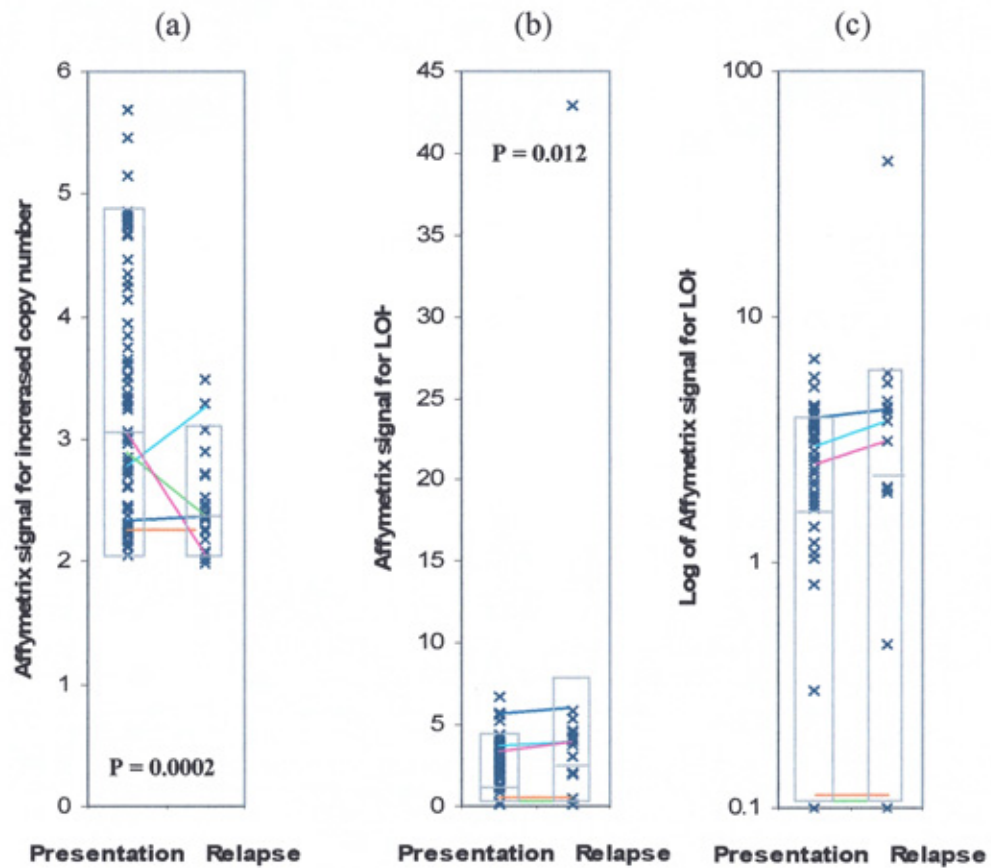 (a) (b) (c)
Affymetrix signal for increrased copy number
6
5
4
3
2
1
0
P = 0.0002
Presentation Relapse
Affymetrix signal for LOH
45
40
35
30
25
20
15
10
5
0
P = 0.012
Presentation Relapse
Log of Affymetrix signal for LOH
100
10
1
0.1
Presentation Relapse